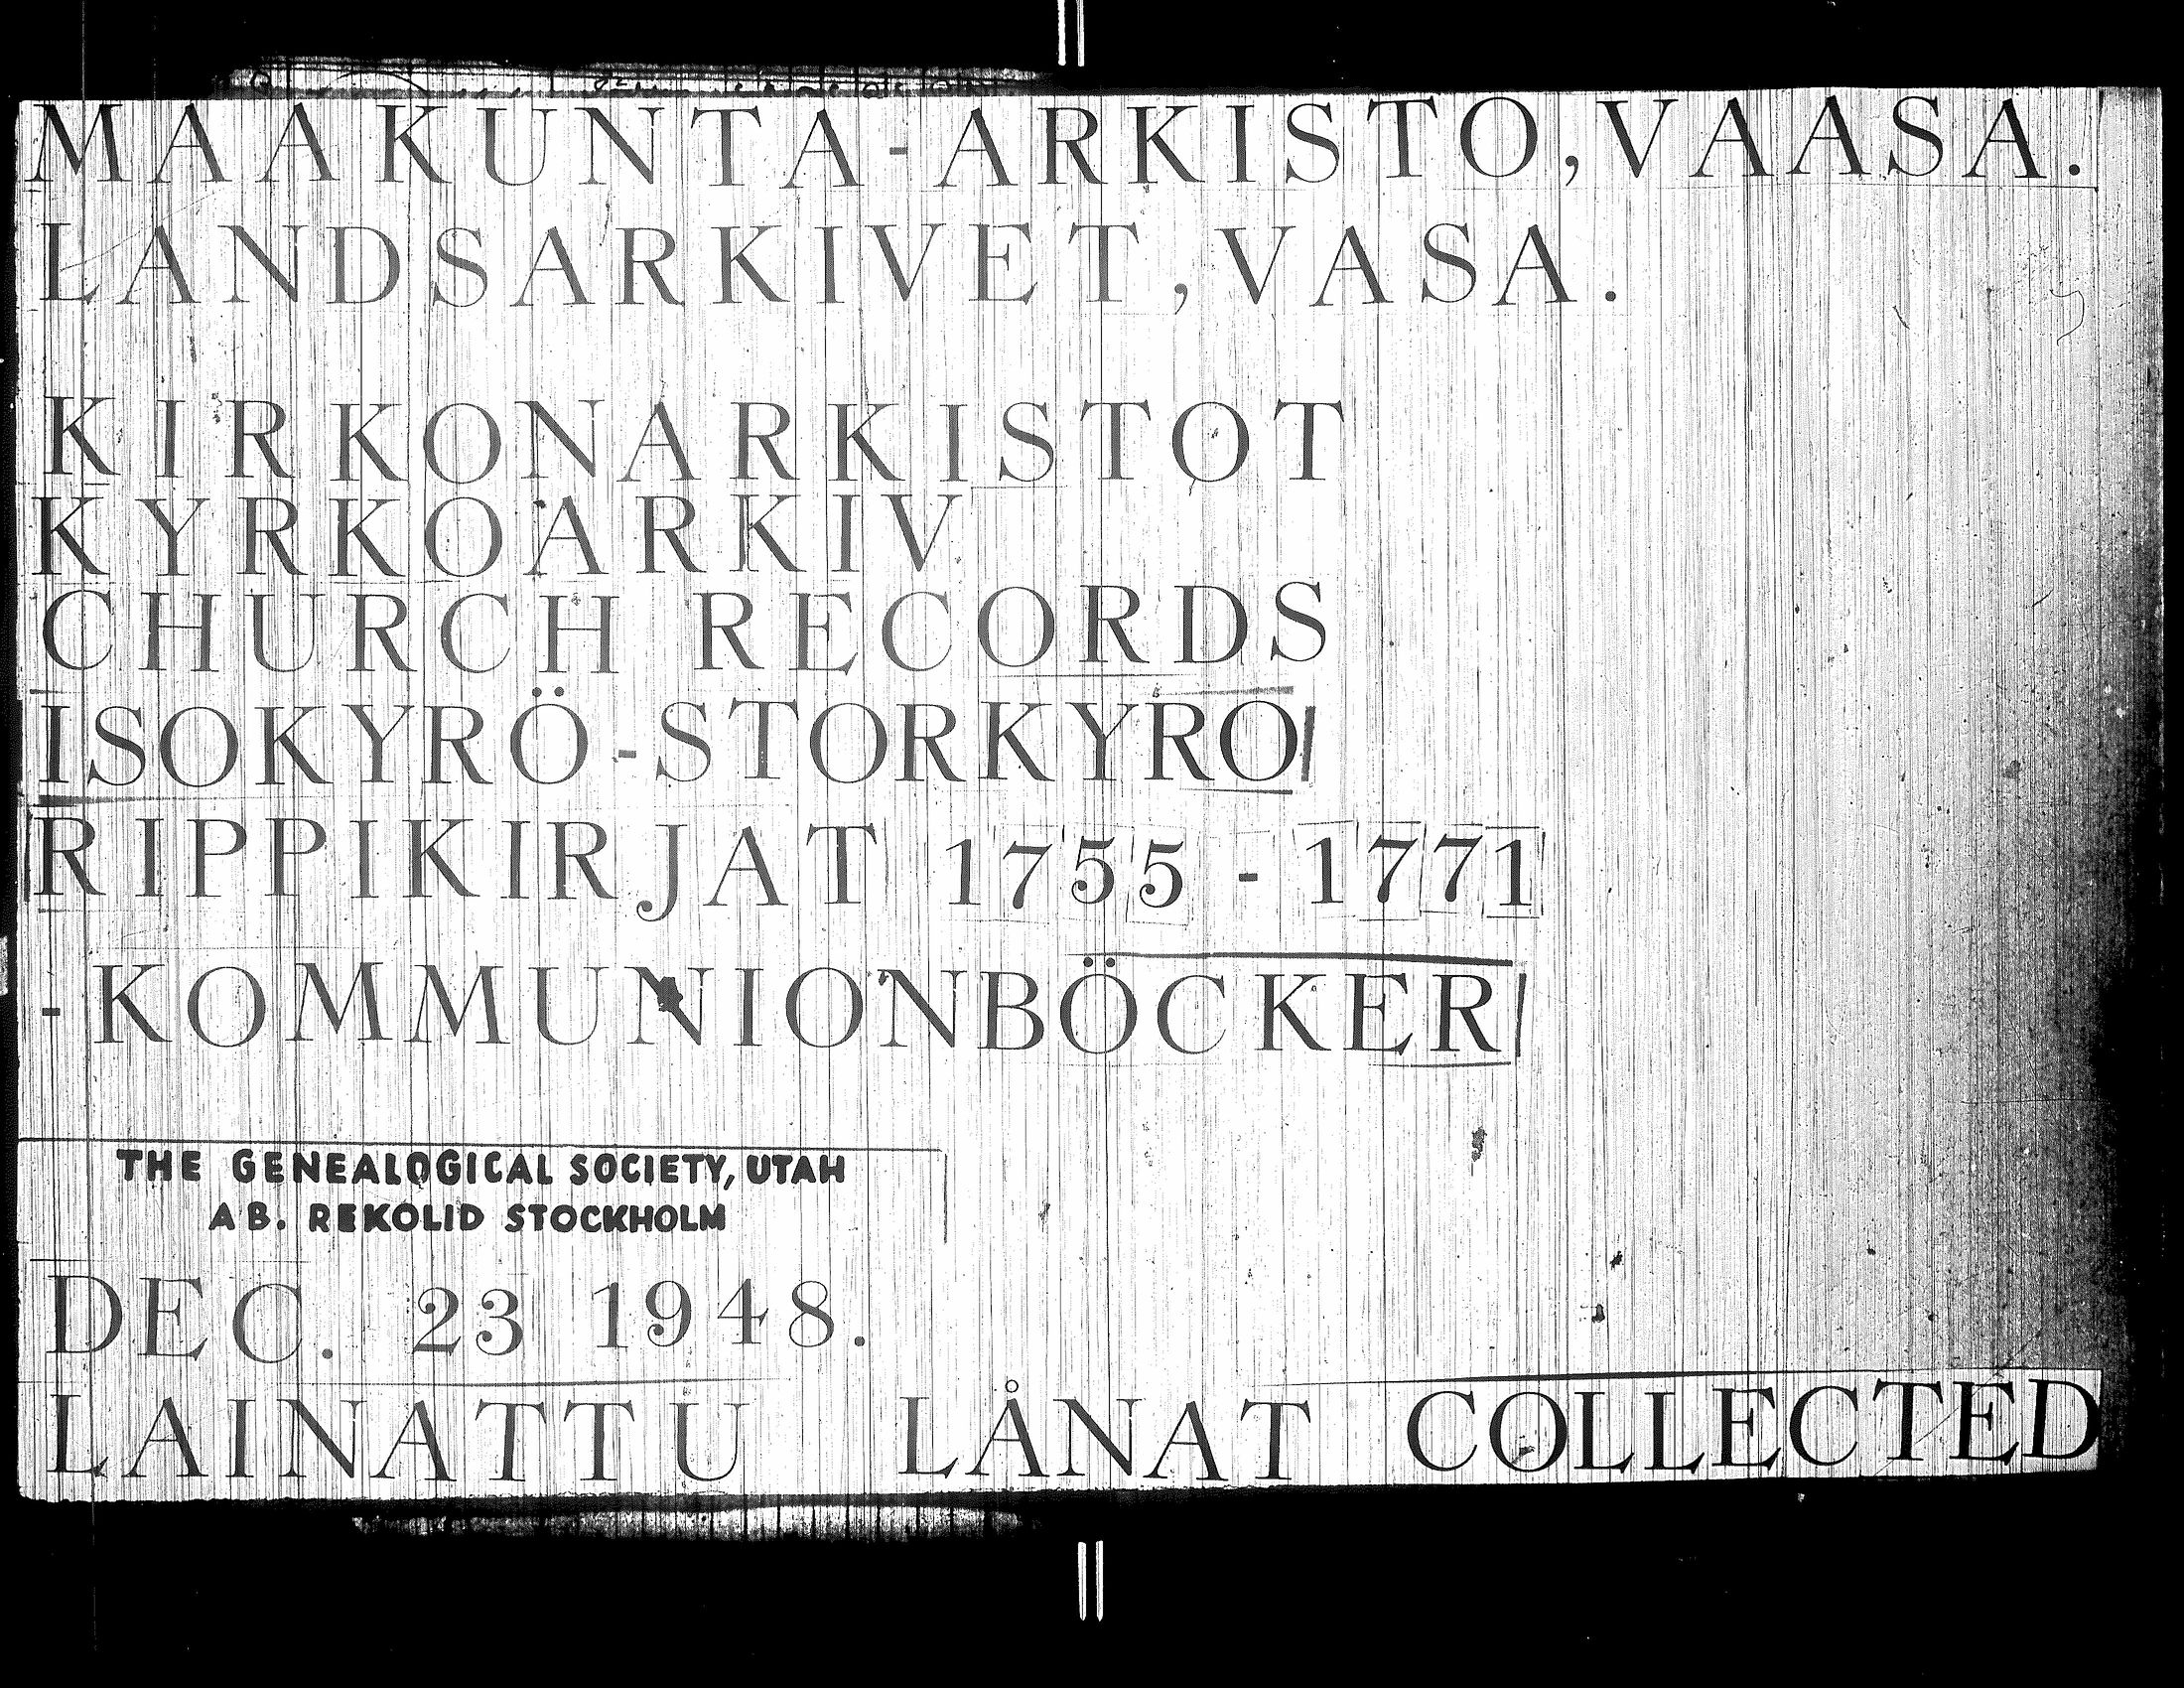 MAAKUNTA-ARKISTO, VAASA.
LANDSARKIVET, VASA.
KIRKONARKISTOT
KYRKOARKIV
CHURCH RECORDS
ISOKYRÖ-STORKYRO
RIPPIKIRJAT 1755-1771
-KOMMUNIONBÖCKER
THE GENEALOGICAL SOCIETY, UTAH
AB. REKOLID STOCKHOLM
DEC. 23 1948.
LAINATTU LÅNAT COLLECTED